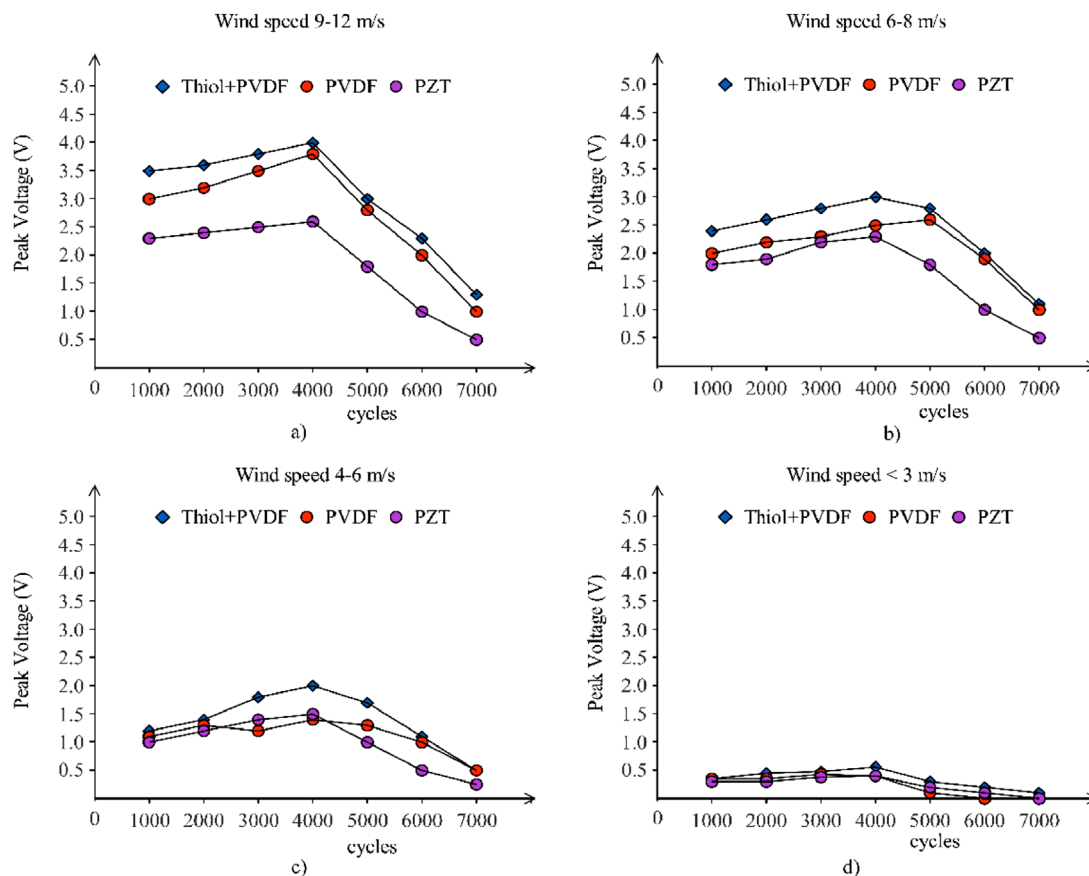 Wind speed 9-12 m/s
Thiol+PVDF PVDF PZT
Peak Voltage (V)
5.0
4.5
4.0
3.5
3.0
2.5
2.0
1.5
1.0
0.5
0 1000 2000 3000 4000 5000 6000 7000
cycles
a)
Wind speed 6-8 m/s
Thiol+PVDF PVDF PZT
Peak Voltage (V)
5.0
4.5
4.0
3.5
3.0
2.5
2.0
1.5
1.0
0.5
0 1000 2000 3000 4000 5000 6000 7000
cycles
b)
Wind speed 4-6 m/s
Thiol+PVDF PVDF PZT
Peak Voltage (V)
5.0
4.5
4.0
3.5
3.0
2.5
2.0
1.5
1.0
0.5
0 1000 2000 3000 4000 5000 6000 7000
cycles
c)
Wind speed < 3 m/s
Thiol+PVDF PVDF PZT
Peak Voltage (V)
5.0
4.5
4.0
3.5
3.0
2.5
2.0
1.5
1.0
0.5
0 1000 2000 3000 4000 5000 6000 7000
cycles
d)